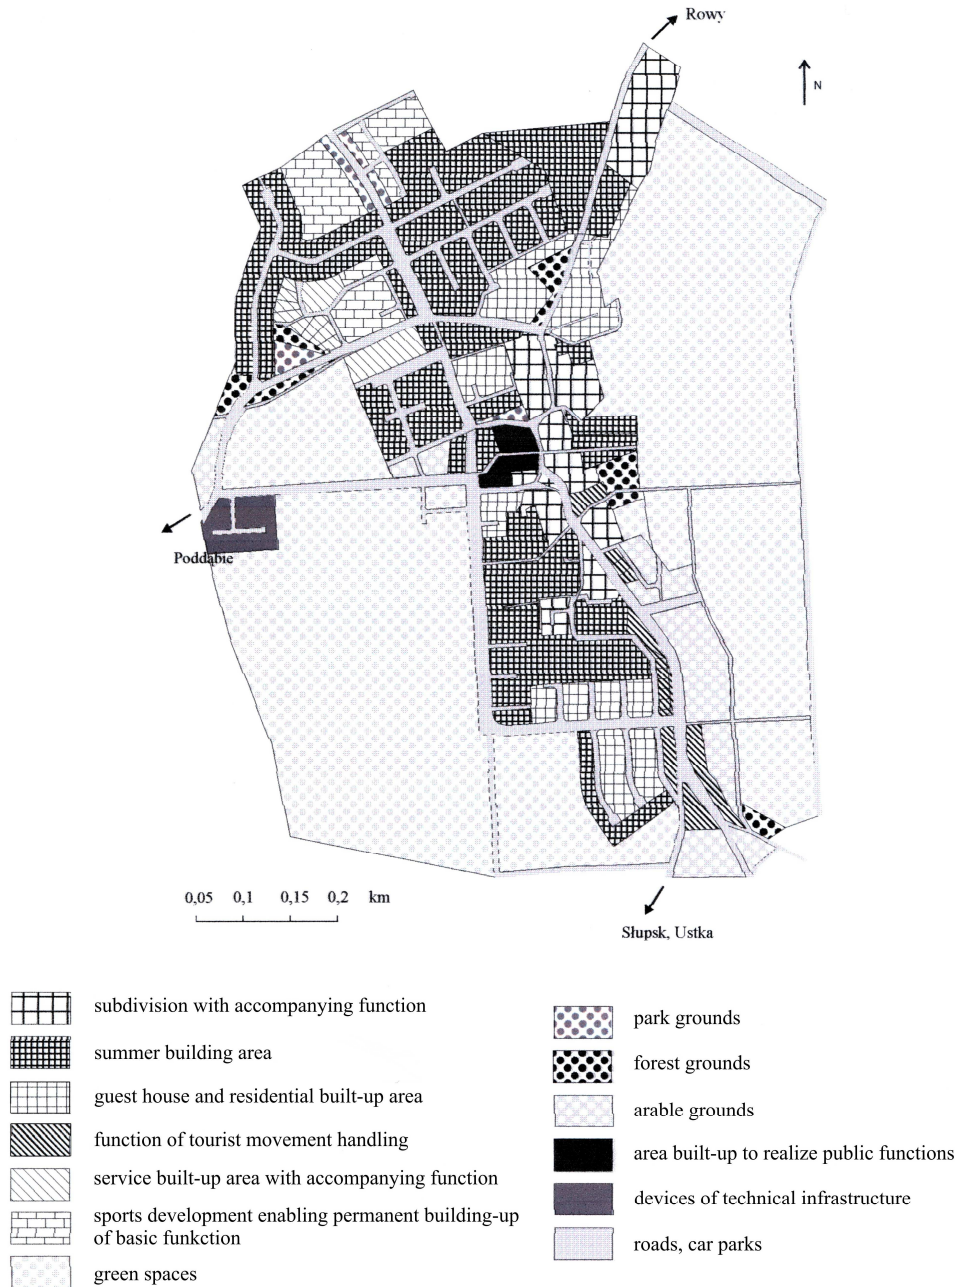 Rowy
N
Poddąbie
0,05 0,1 0,15 0,2 km
Słupsk, Ustka
subdivision with accompanying function
summer building area
guest house and residential built-up area
function of tourist movement handling
service built-up area with accompanying function
sports development enabling permanent building-up
of basic funkction
green spaces
park grounds
forest grounds
arable grounds
area built-up to realize public functions
devices of technical infrastructure
roads, car parks